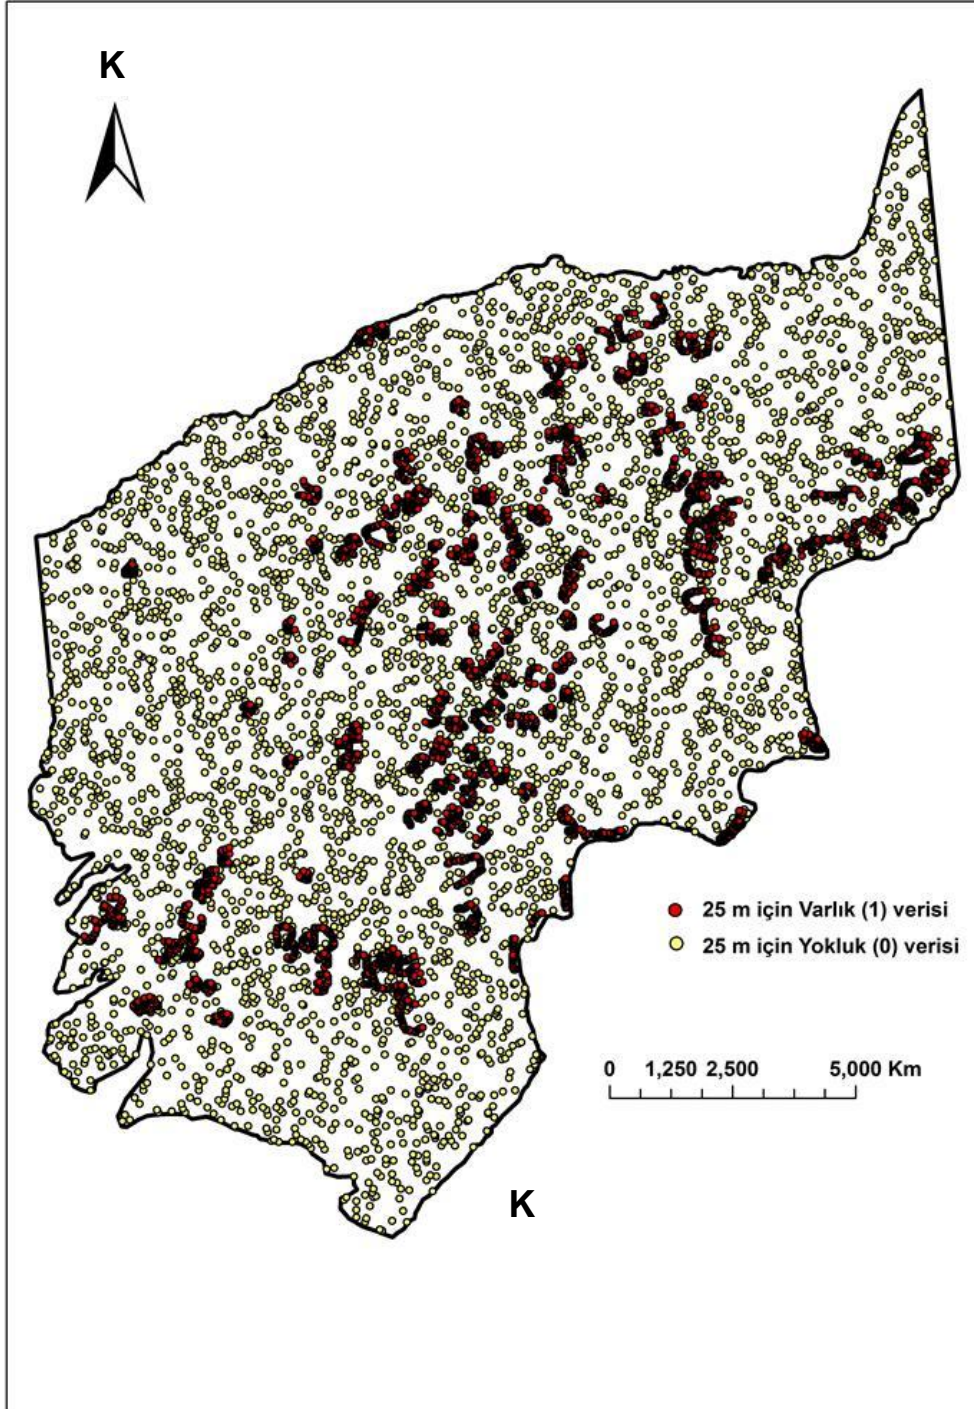 K
25 m için Varlık (1) verisi
25 m için Yokluk (0) verisi
0 1,250 2,500 5,000 Km
K